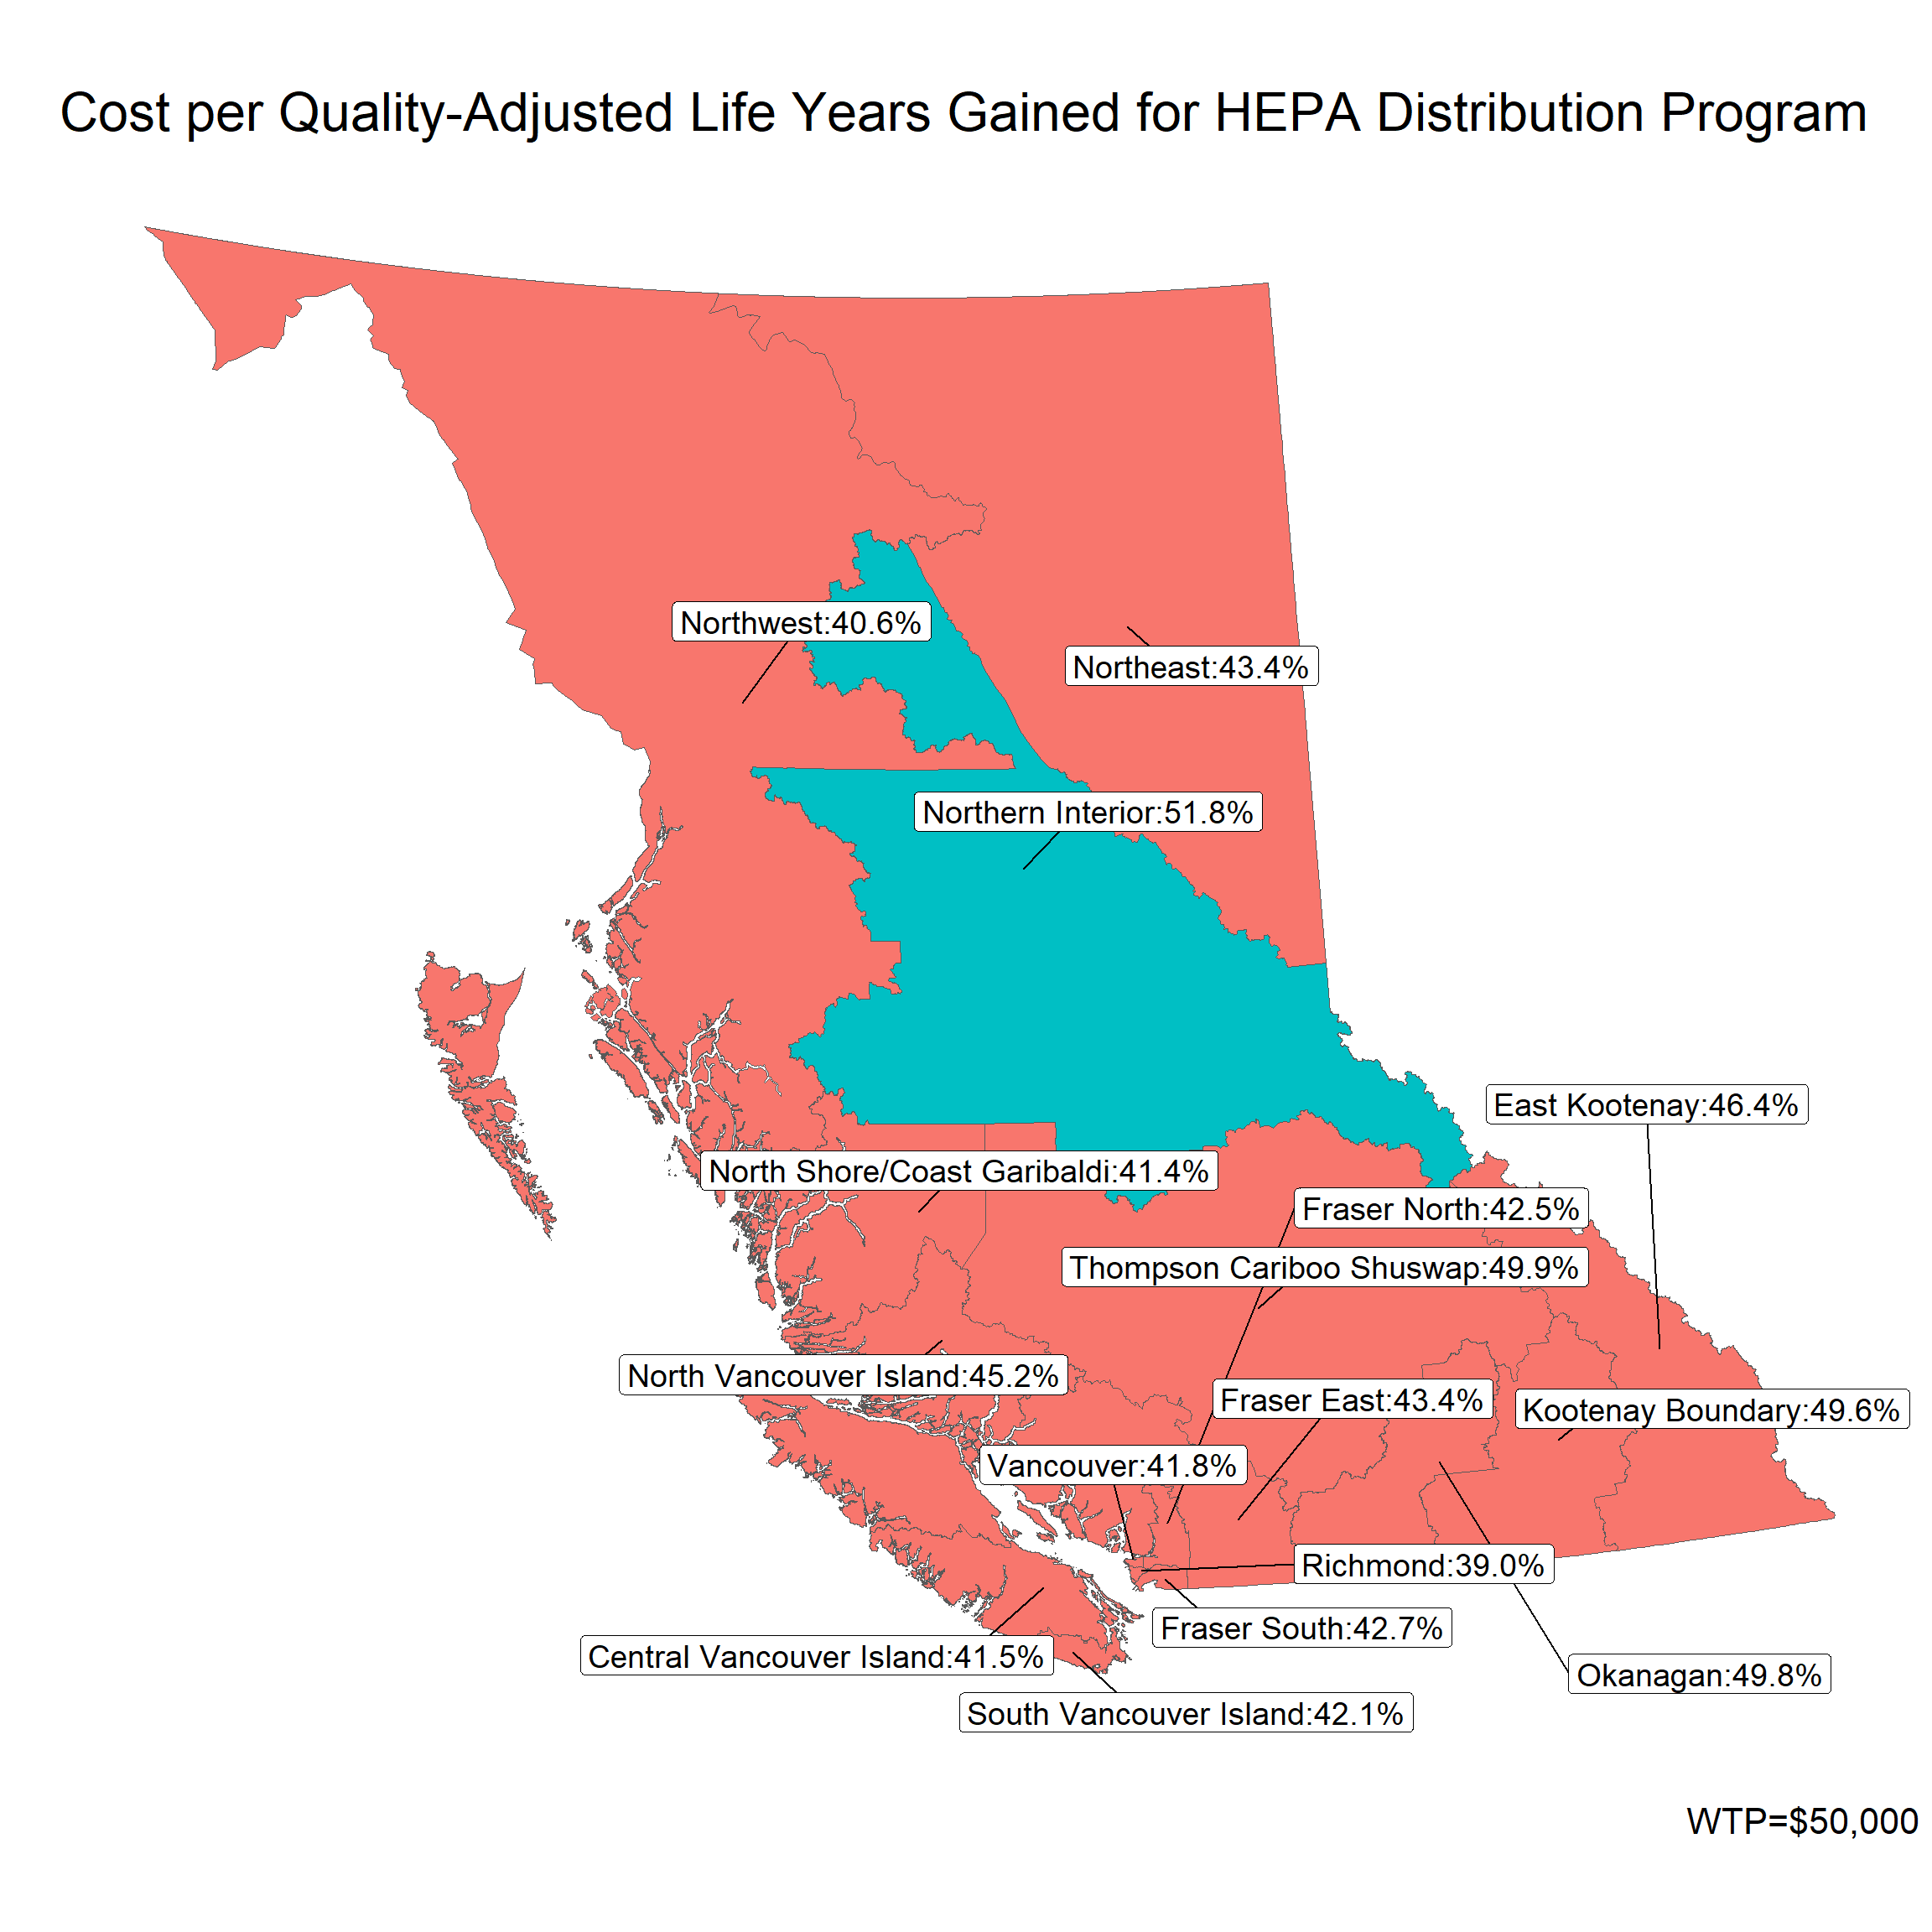 Cost per Quality-Adjusted Life Years Gained for HEPA Distribution Program
Northwest:40.6%
Northeast:43.4%
Northern Interior:51.8%
East Kootenay:46.4%
North Shore/Coast Garibaldi:41.4%
Fraser North:42.5%
Thompson Cariboo Shuswap:49.9%
North Vancouver Island:45.2%
Fraser East:43.4%
Kootenay Boundary:49.6%
Vancouver:41.8%
Richmond:39.0%
Fraser South:42.7%
Central Vancouver Island:41.5%
Okanagan:49.8%
South Vancouver Island:42.1%
WTP=$50,000